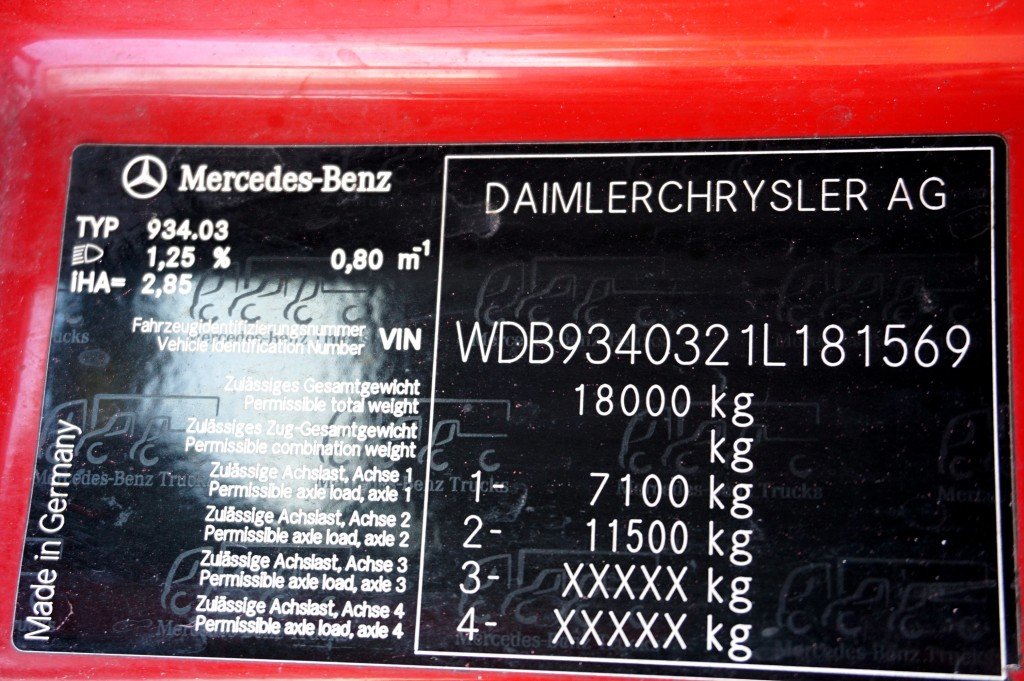 Mercedes-Benz
DAIMLERCHRYSLER AG
TYP 934.03
1,25 % 0,80 m⁻¹
iHA= 2,85
Fahrzeugidentifizierungsnummer
Vehicle Identification Number
VIN WDB9340321L181569
Zulässiges Gesamtgewicht
Permissible total weight
18000 kg
Zulässiges Zug-Gesamtgewicht
Permissible combination weight
kg
Zulässige Achslast, Achse 1
Permissible axle load, axle 1
1- 7100 kg
Zulässige Achslast, Achse 2
Permissible axle load, axle 2
2- 11500 kg
Zulässige Achslast, Achse 3
Permissible axle load, axle 3
3- XXXXX kg
Zulässige Achslast, Achse 4
Permissible axle load, axle 4
4- XXXXX kg
Made in Germany
Mercedes-Benz Trucks